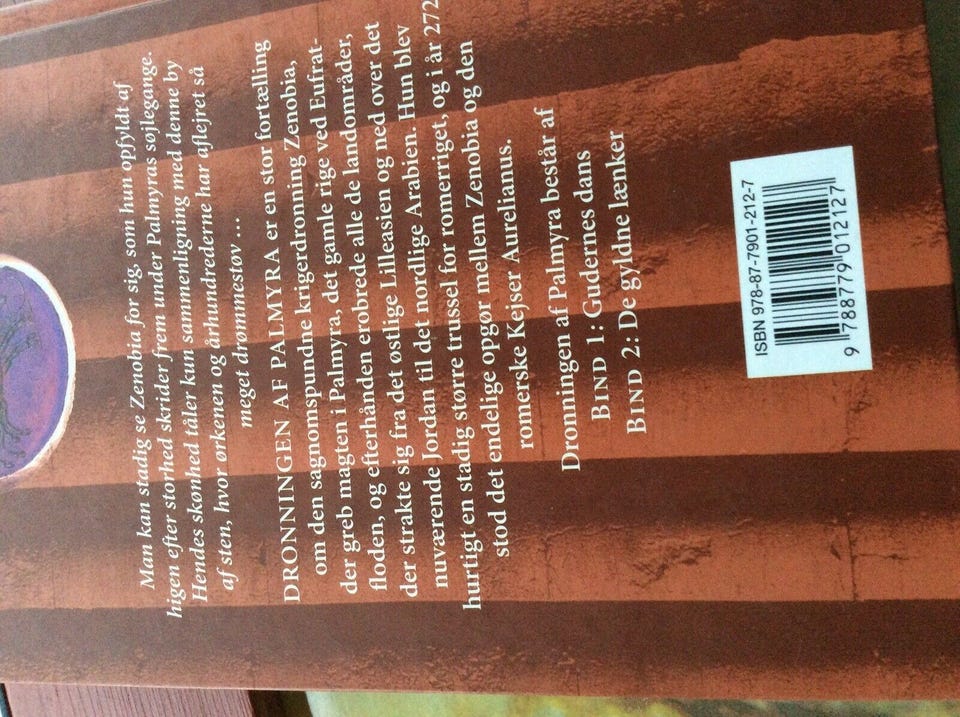 Man kan stadig se Zenobia for sig, som hun opfyldt af
higen efter storhed skrider frem under Palmyras søjlegange.
Hendes skønhed tåler kun sammenligning med denne by
af sten, hvor ørkenen og århundrederne har aflejret så
meget drømmestøv ...
DRONNINGEN AF PALMYRA er en stor fortælling
om den sagnomspundne krigerdronning Zenobia,
der greb magten i Palmyra, det gamle rige ved Eufrat-
floden, og efterhånden erobrede alle de landområder,
der strakte sig fra det østlige Lilleasien og ned over det
nuværende Jordan til det nordlige Arabien. Hun blev
hurtigt en stadig større trussel for romerriget, og i år 272
stod det endelige opgør mellem Zenobia og den
romerske Kejser Aurelianus.
Dronningen af Palmyra består af
BIND 1: Gudernes dans
BIND 2: De gyldne lænker
ISBN 978-87-7901-212-7
9 788779 012127